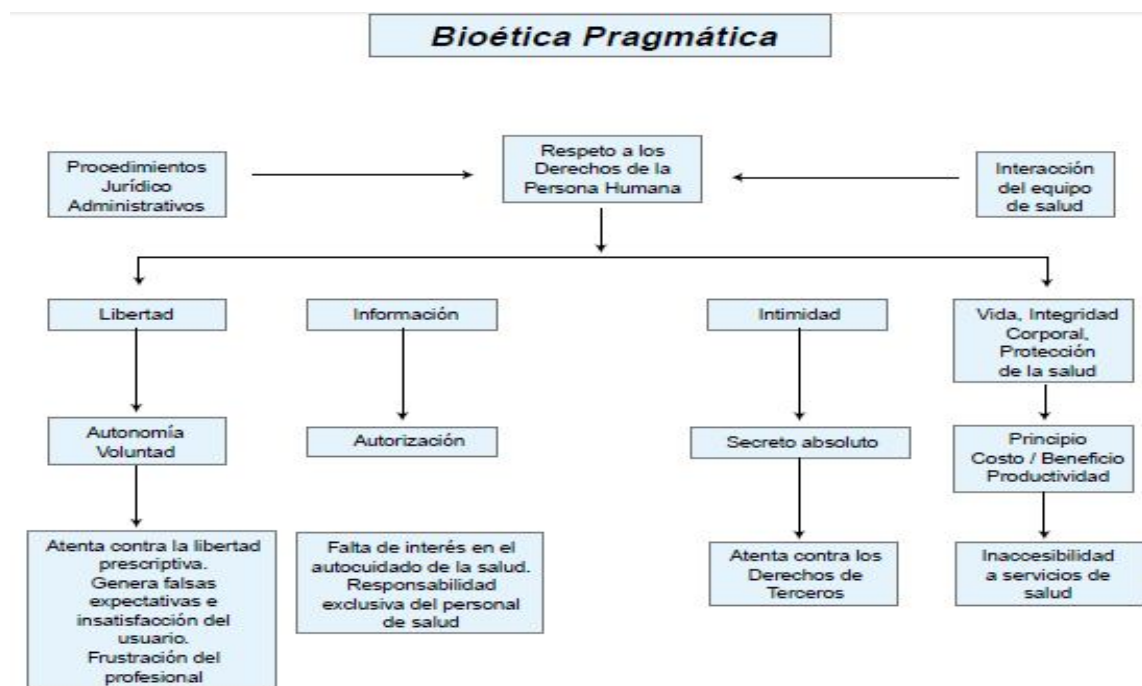 Bioética Pragmática
Procedimientos
Jurídico
Administrativos
Respeto a los
Derechos de la
Persona Humana
Interacción
del equipo
de salud
Libertad
Información
Intimidad
Vida, Integridad
Corporal,
Protección
de la salud
Autonomía
Voluntad
Autorización
Secreto absoluto
Principio
Costo / Beneficio
Productividad
Atenta contra la libertad
prescriptiva.
Genera falsas
expectativas e
insatisfacción del
usuario.
Frustración del
profesional
Falta de interés en el
autocuidado de la salud.
Responsabilidad
exclusiva del personal
de salud
Atenta contra los
Derechos de
Terceros
Inaccesibilidad
a servicios de
salud